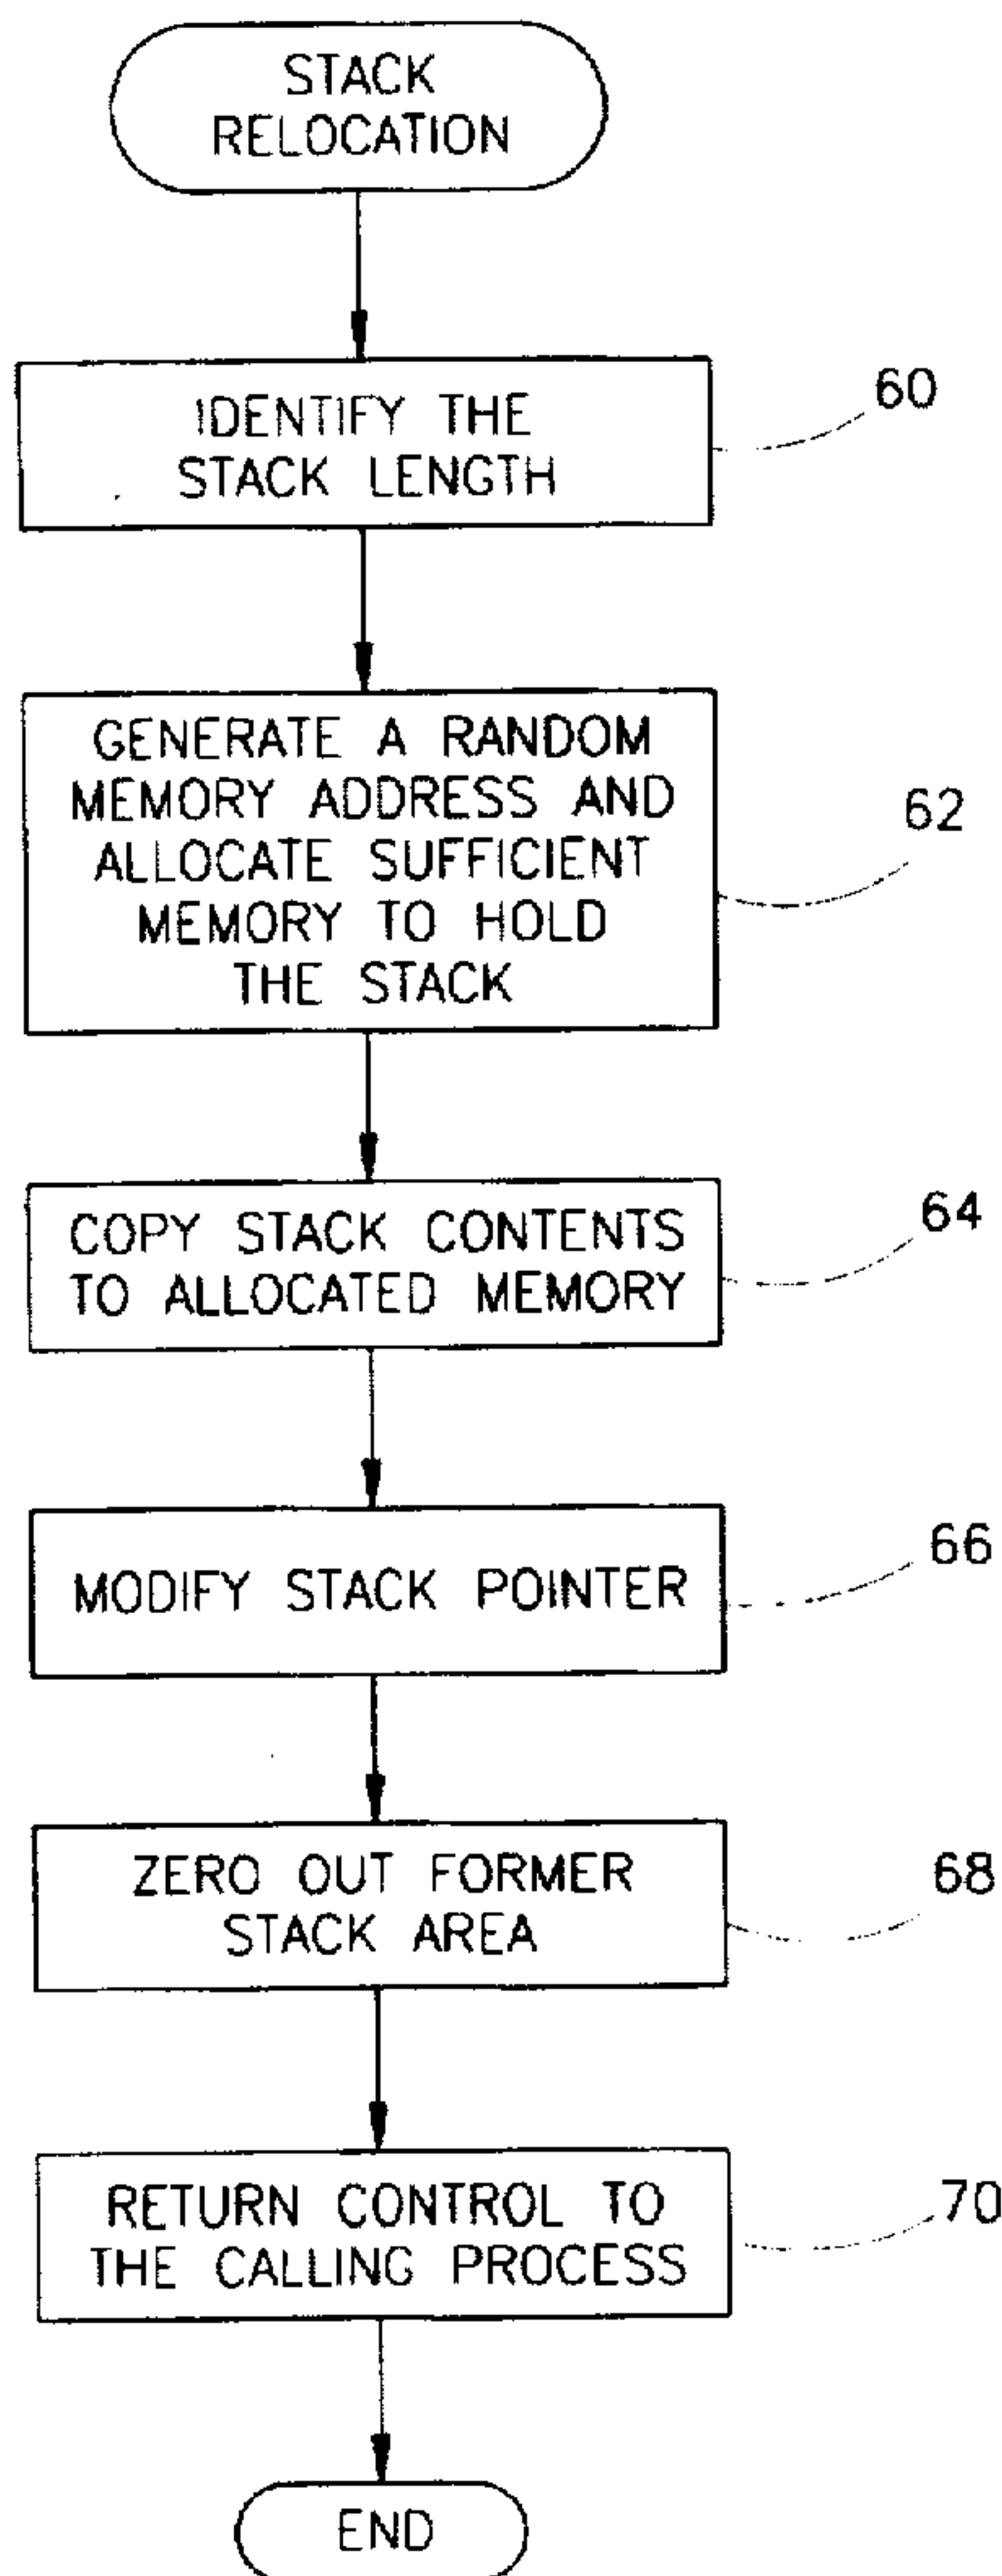 STACK
RELOCATION
IDENTIFY THE
STACK LENGTH
60
GENERATE A RANDOM
MEMORY ADDRESS AND
ALLOCATE SUFFICIENT
MEMORY TO HOLD
THE STACK
62
COPY STACK CONTENTS
TO ALLOCATED MEMORY
64
MODIFY STACK POINTER
66
ZERO OUT FORMER
STACK AREA
68
RETURN CONTROL TO
THE CALLING PROCESS
70
END